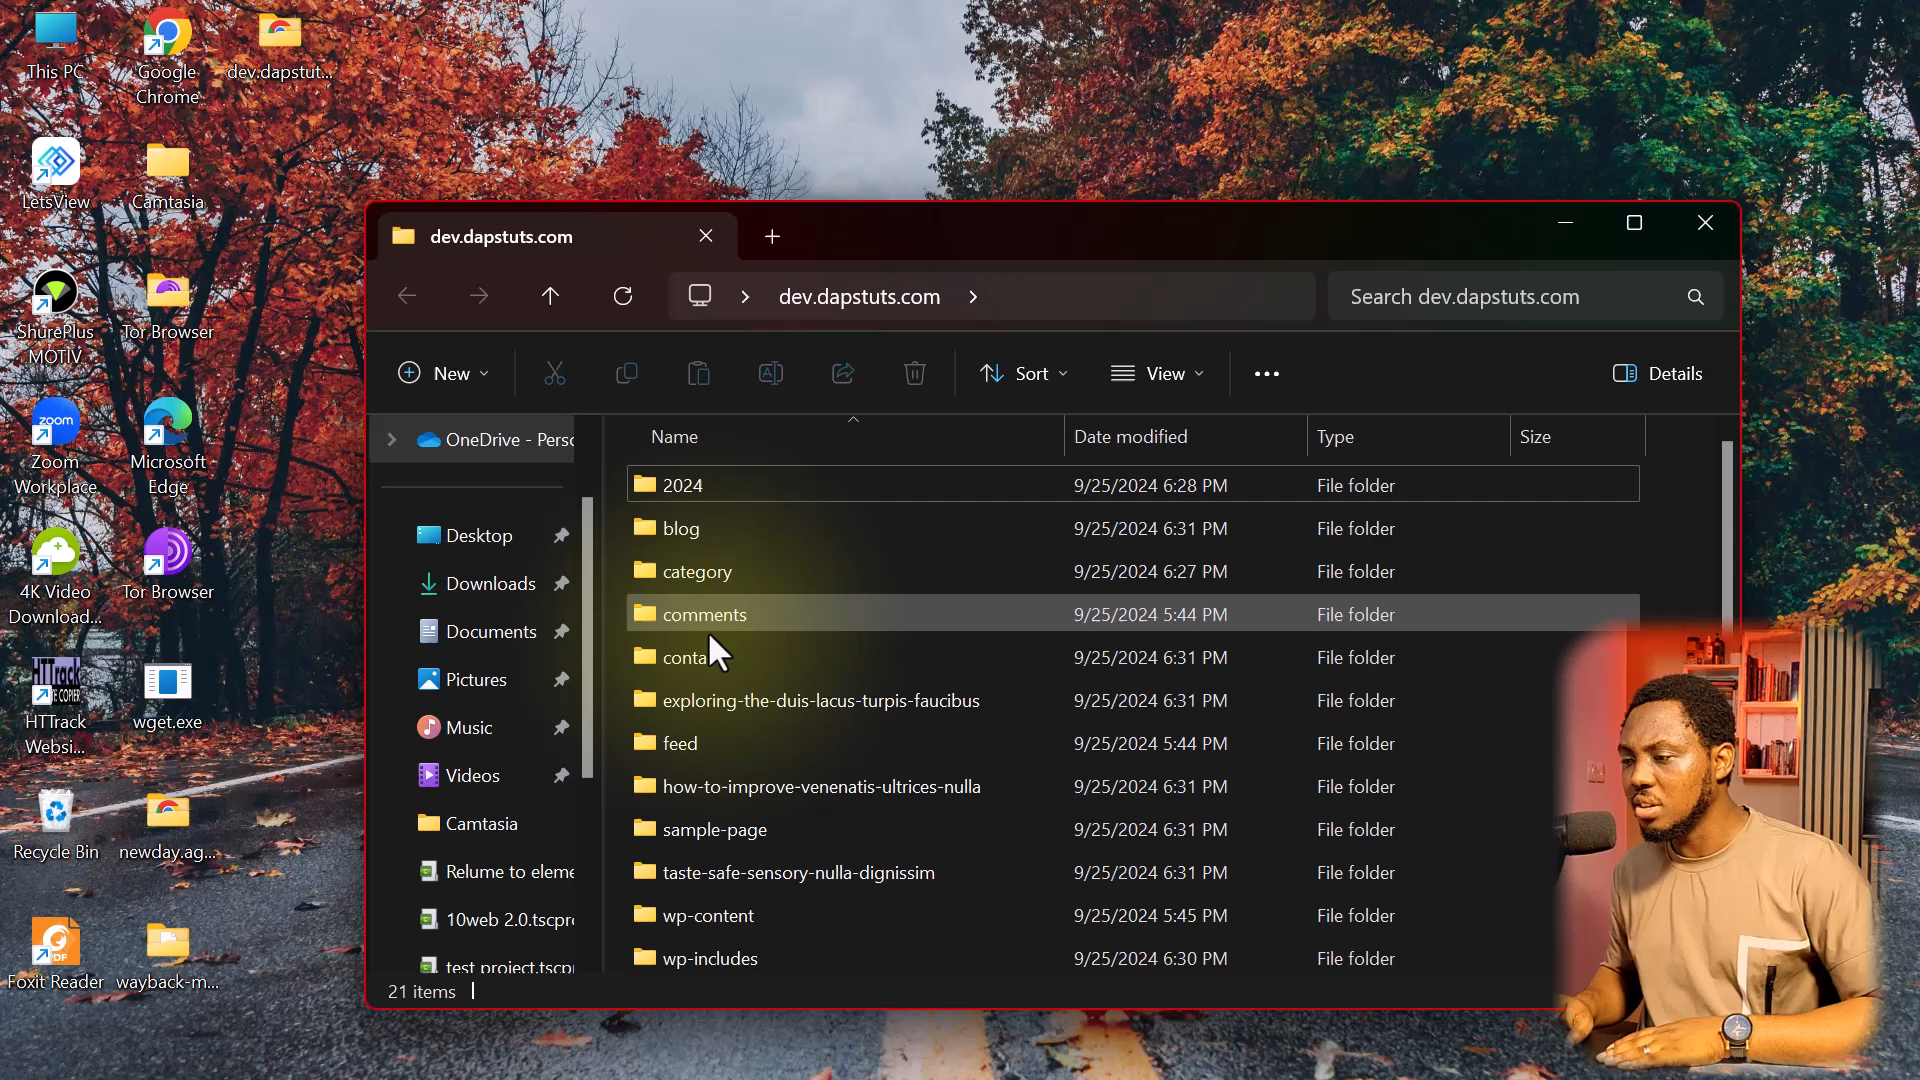 This PC
Google
Chrome
dev.dapstut...
LetsView
Camtasia
ShurePlus
MOTIV
Tor Browser
zoom
Zoom
Workplace
Microsoft
Edge
4K Video
Download...
Tor Browser
HTTrack
HTTrack
Websi...
wget.exe
Recycle Bin
newday.ag...
PDF
Foxit Reader
wayback-m...
dev.dapstuts.com
dev.dapstuts.com
Search dev.dapstuts.com
New
Sort
View
Details
OneDrive - Perso
Desktop
Downloads
Documents
Pictures
Music
Videos
Camtasia
Relume to eleme
10web 2.0.tscpro
test project.tscpr
Name Date modified Type Size
2024 9/25/2024 6:28 PM File folder
blog 9/25/2024 6:31 PM File folder
category 9/25/2024 6:27 PM File folder
comments 9/25/2024 5:44 PM File folder
conta 9/25/2024 6:31 PM File folder
exploring-the-duis-lacus-turpis-faucibus 9/25/2024 6:31 PM File folder
feed 9/25/2024 5:44 PM File folder
how-to-improve-venenatis-ultrices-nulla 9/25/2024 6:31 PM File folder
sample-page 9/25/2024 6:31 PM File folder
taste-safe-sensory-nulla-dignissim 9/25/2024 6:31 PM File folder
wp-content 9/25/2024 5:45 PM File folder
wp-includes 9/25/2024 6:30 PM File folder
21 items